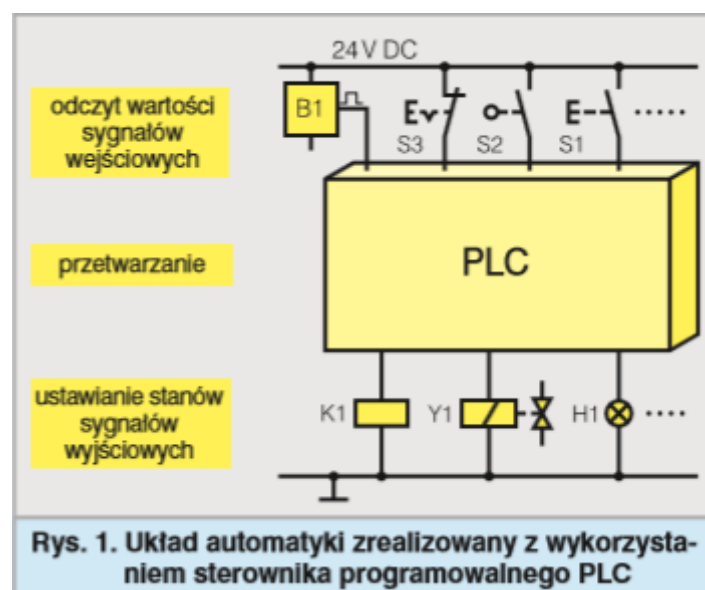 24 V DC
odczyt wartości
sygnałów
wejściowych
B1
S3
S2
S1
przetwarzanie
PLC
ustawianie stanów
sygnałów
wyjściowych
K1
Y1
H1
Rys. 1. Układ automatyki zrealizowany z wykorzysta-
niem sterownika programowalnego PLC